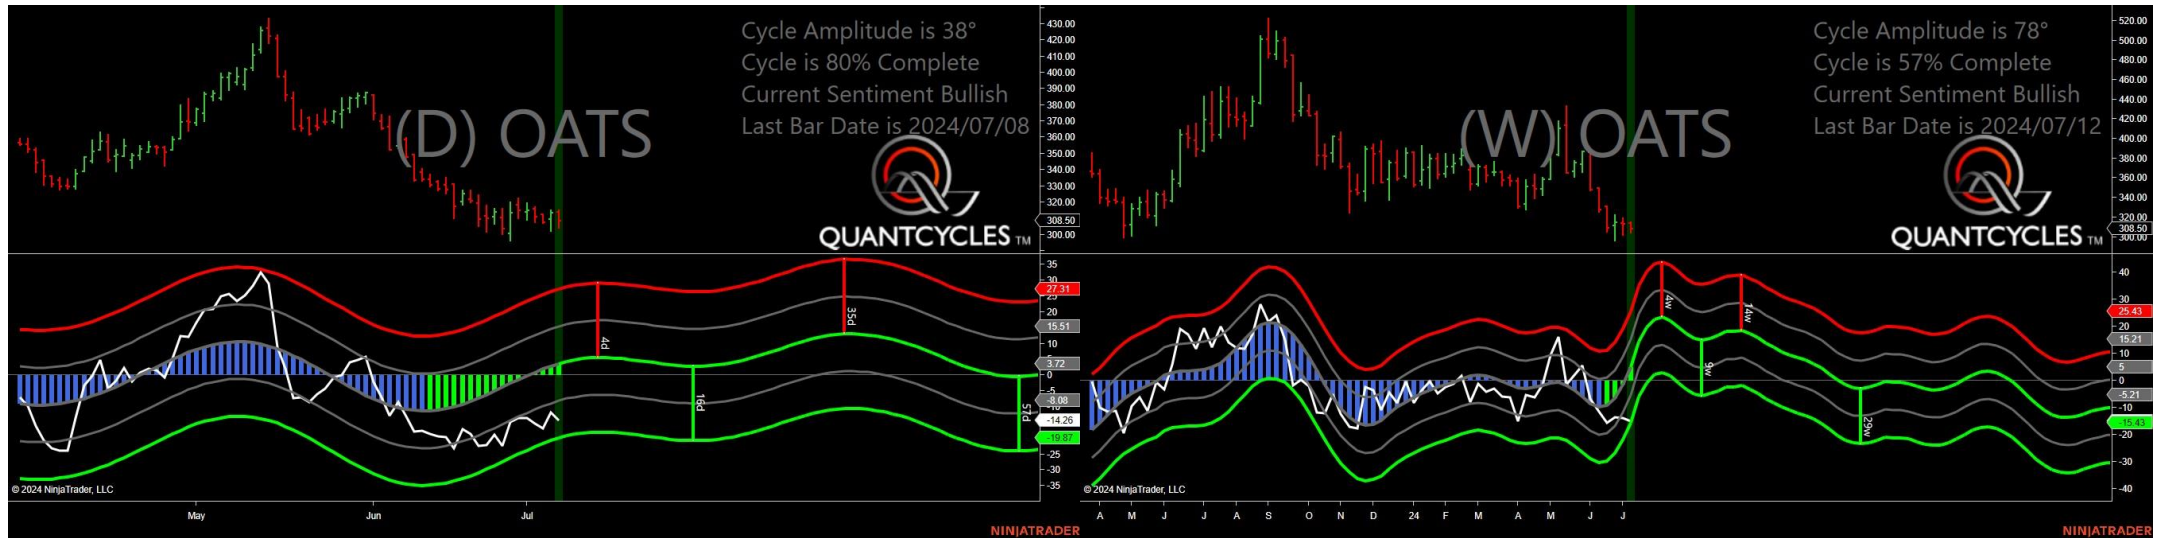 Cycle Amplitude is 38°
Cycle is 80% Complete
Current Sentiment Bullish
Last Bar Date is 2024/07/08
(D) OATS
QUANTCYCLES TM
430.00
420.00
410.00
400.00
390.00
380.00
370.00
360.00
350.00
340.00
330.00
320.00
308.50
300.00
35
30
27.31
25
20
15.51
10
5
3.72
0
-5
-8.08
-10
-14.26
-19.87
-25
-30
-35
4d
16d
35d
57d
© 2024 NinjaTrader, LLC
May
Jun
Jul
NINJATRADER
Cycle Amplitude is 78°
Cycle is 57% Complete
Current Sentiment Bullish
Last Bar Date is 2024/07/12
(W) OATS
QUANTCYCLES TM
520.00
500.00
480.00
460.00
440.00
420.00
400.00
380.00
360.00
340.00
320.00
308.50
300.00
40
30
25.43
20
15.21
10
5
0
-5.21
-10
-15.43
-20
-30
-40
4w
9w
14w
29w
© 2024 NinjaTrader, LLC
A M J J A S O N D 24 F M A M J J
NINJATRADER